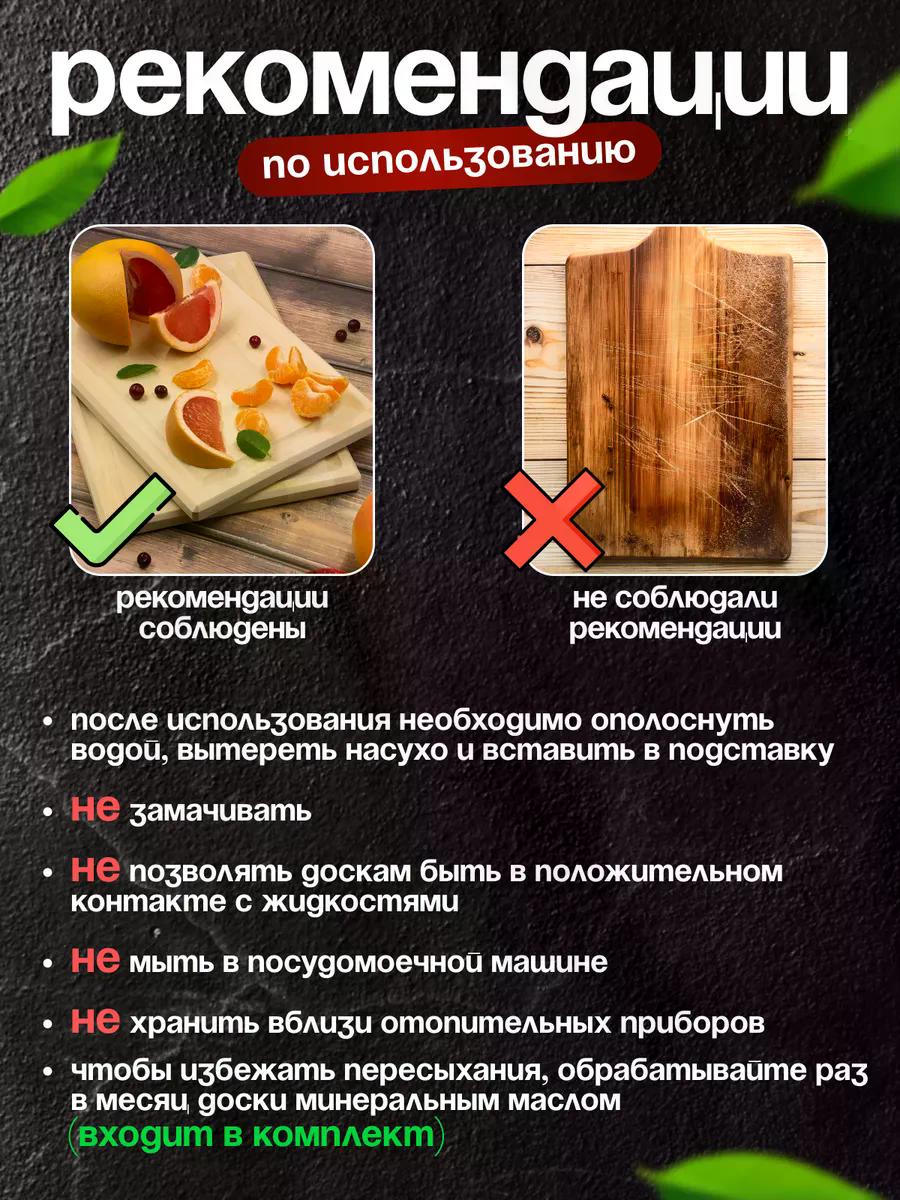 рекомендации
по использованию
рекомендации
соблюдены
не соблюдали
рекомендации
• после использования необходимо ополоснуть
водой, вытереть насухо и вставить в подставку
• не замачивать
• не позволять доскам быть в положительном
контакте с жидкостями
• не мыть в посудомоечной машине
• не хранить вблизи отопительных приборов
• чтобы избежать пересыхания, обрабатывайте раз
в месяц доски минеральным маслом
(входит в комплект)